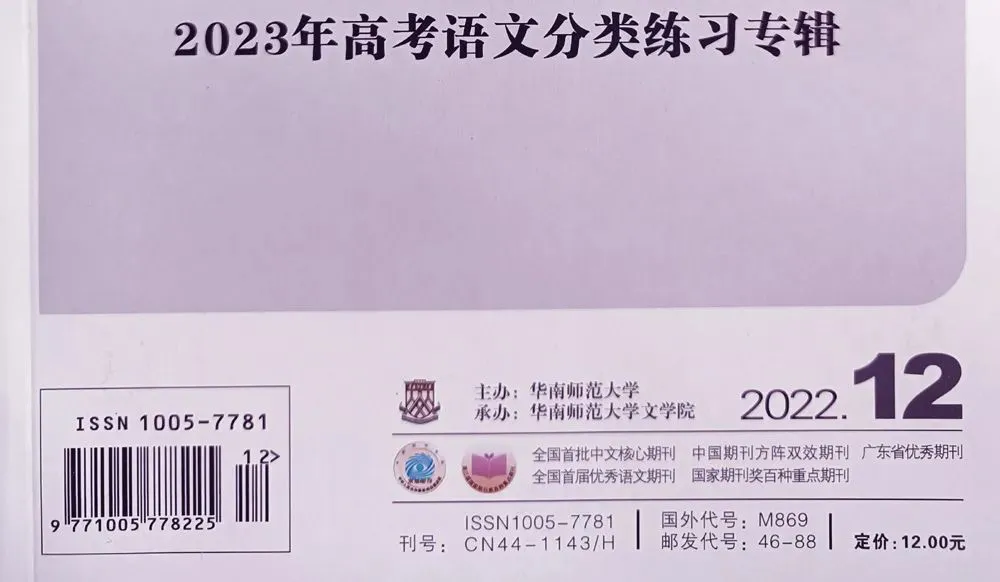 2023年高考语文分类练习专辑
ISSN 1005-7781
12>
9 771005 778225
主办：华南师范大学
承办：华南师范大学文学院
2022.12
全国首批中文核心期刊 中国期刊方阵双效期刊 广东省优秀期刊
全国首届优秀语文期刊 国家期刊奖百种重点期刊
刊号：
ISSN1005-7781
CN44-1143/H
国外代号：M869
邮发代号：46-88
定价：12.00元